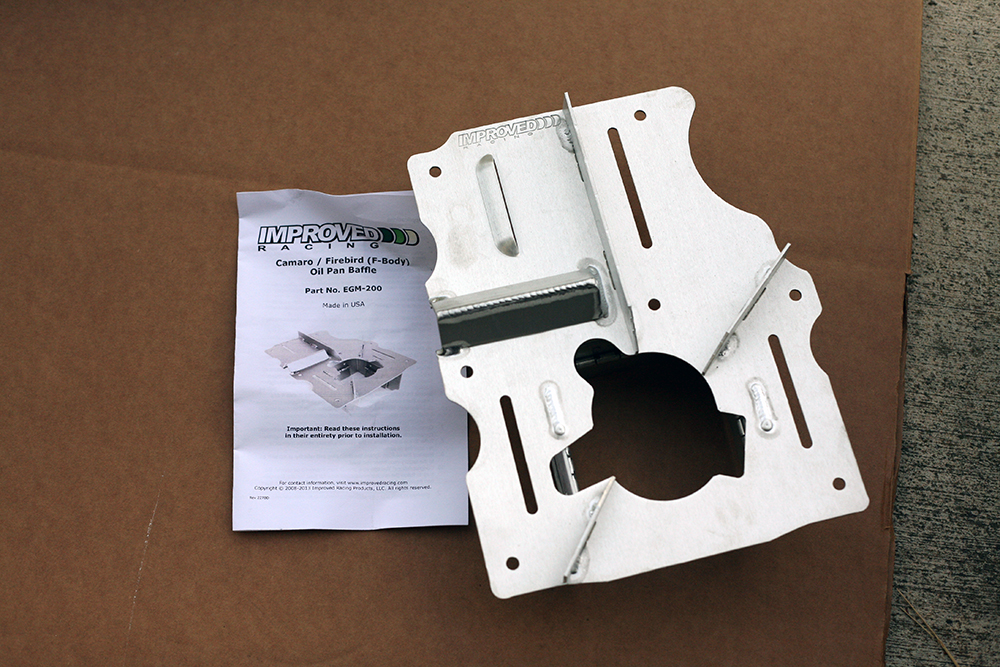 IMPROVED
RACING
Camaro / Firebird (F-Body)
Oil Pan Baffle
Part No. EGM-200
Made in USA
Important: Read these instructions
in their entirety prior to installation.
For contact information, visit www.improvedracing.com
Copyright © 2008-2013 Improved Racing Products, LLC. All rights reserved.
IMPROVED
RACING